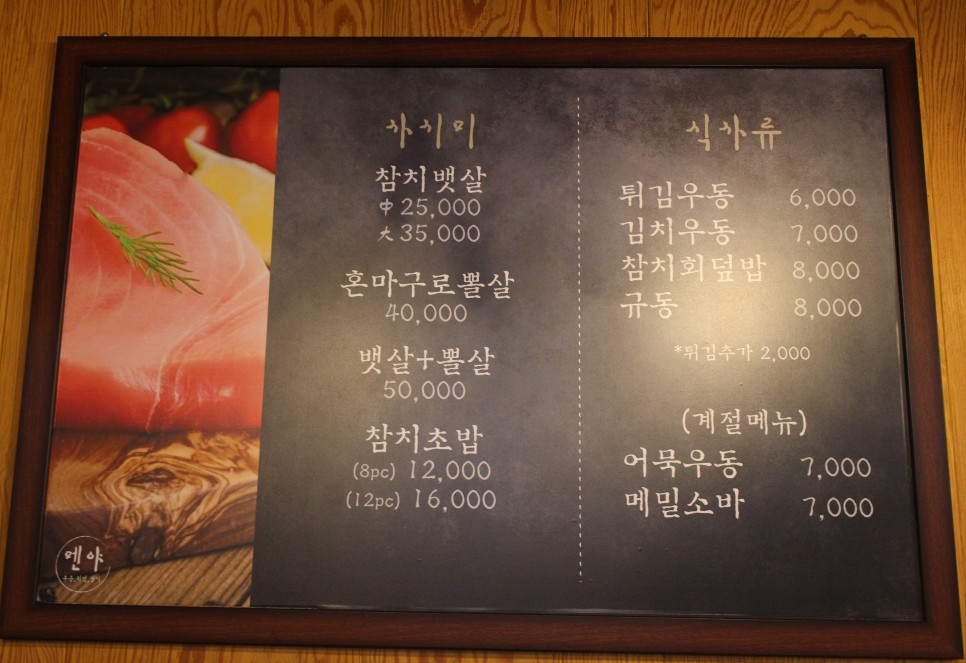 사시미
참치뱃살
中 25,000
大 35,000
혼마구로뽈살
40,000
뱃살+뽈살
50,000
참치초밥
(8pc) 12,000
(12pc) 16,000
식사류
튀김우동 6,000
김치우동 7,000
참치회덮밥 8,000
규동 8,000
*튀김추가 2,000
(계절메뉴)
어묵우동 7,000
메밀소바 7,000
멘야